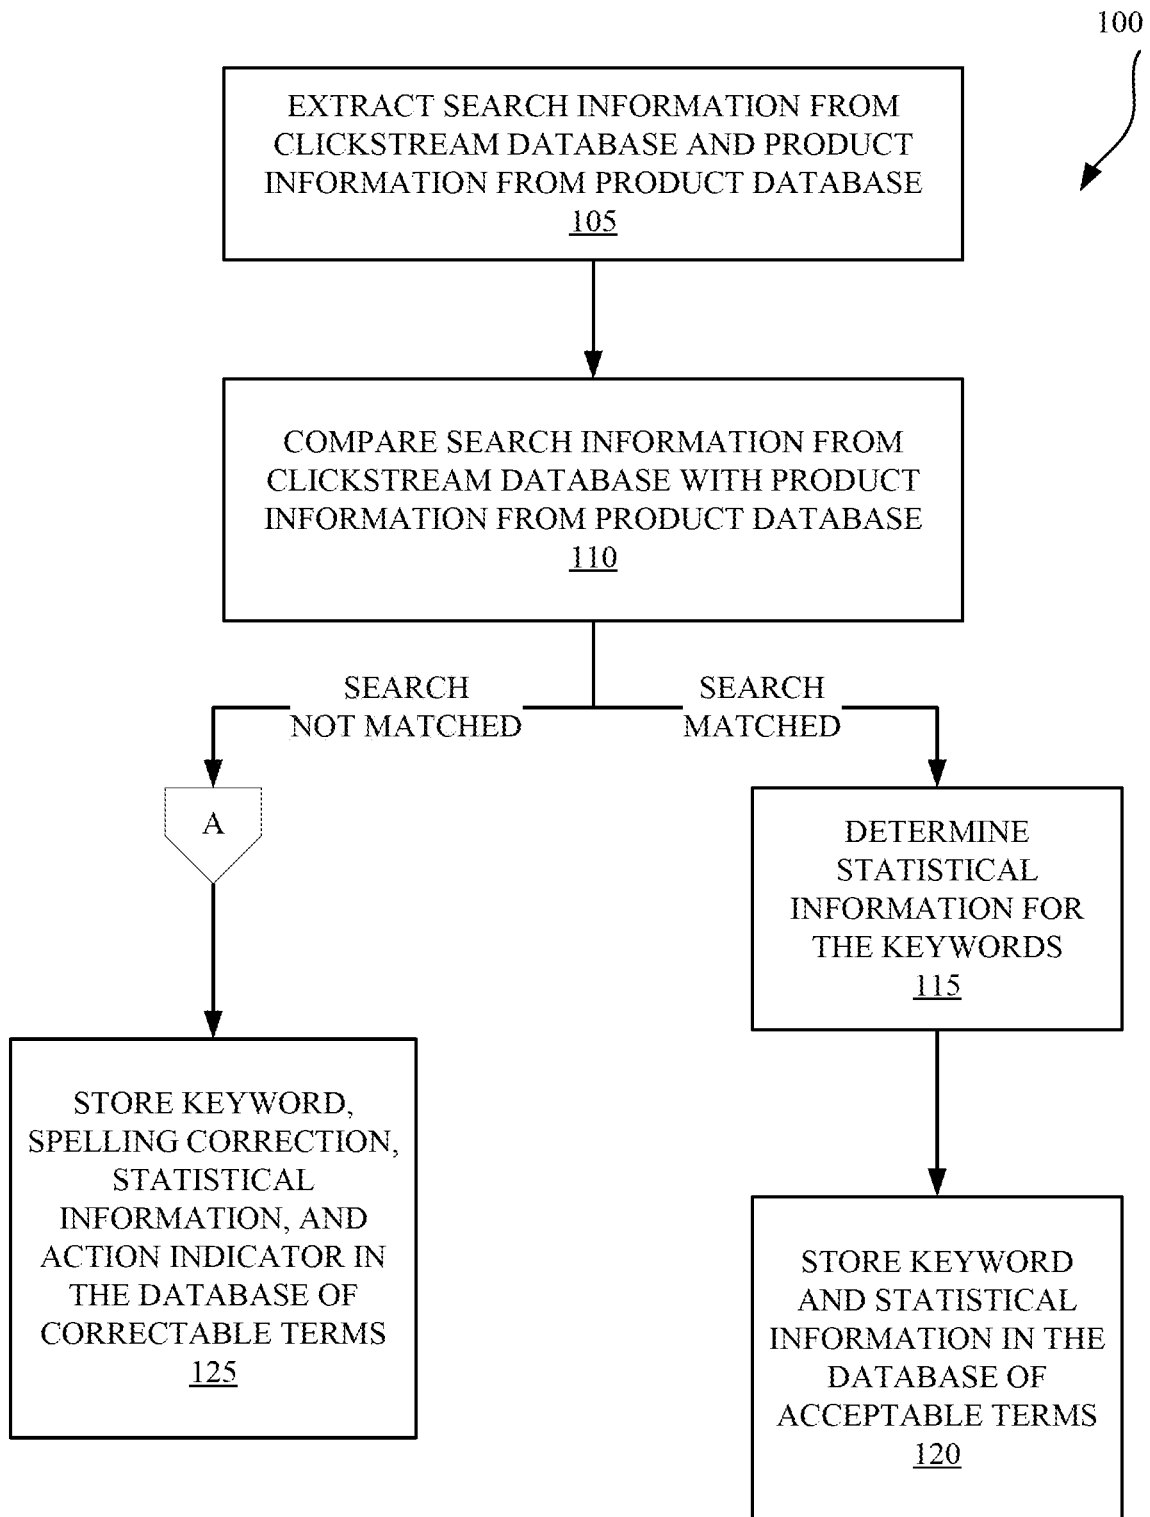 100
EXTRACT SEARCH INFORMATION FROM
CLICKSTREAM DATABASE AND PRODUCT
INFORMATION FROM PRODUCT DATABASE
105
COMPARE SEARCH INFORMATION FROM
CLICKSTREAM DATABASE WITH PRODUCT
INFORMATION FROM PRODUCT DATABASE
110
SEARCH
NOT MATCHED
SEARCH
MATCHED
A
DETERMINE
STATISTICAL
INFORMATION FOR
THE KEYWORDS
115
STORE KEYWORD,
SPELLING CORRECTION,
STATISTICAL
INFORMATION, AND
ACTION INDICATOR IN
THE DATABASE OF
CORRECTABLE TERMS
125
STORE KEYWORD
AND STATISTICAL
INFORMATION IN THE
DATABASE OF
ACCEPTABLE TERMS
120